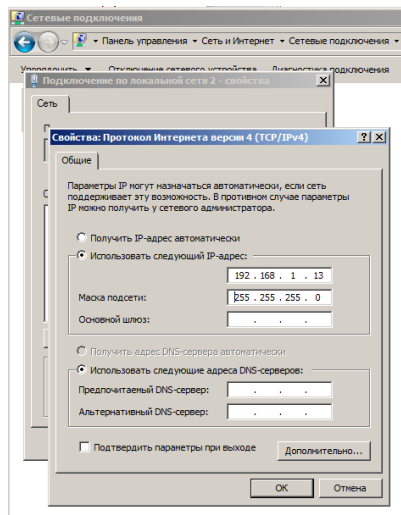 Сетевые подключения
Панель управления ▾ Сеть и Интернет ▾ Сетевые подключения ▾
Упорядочить ▾ Отключение сетевого устройства Диагностика подключения
Подключение по локальной сети 2 - свойства
Сеть
Свойства: Протокол Интернета версии 4 (TCP/IPv4)
Общие
Параметры IP могут назначаться автоматически, если сеть
поддерживает эту возможность. В противном случае параметры
IP можно получить у сетевого администратора.
Получить IP-адрес автоматически
Использовать следующий IP-адрес:
192 . 168 . 1 . 13
Маска подсети: 255 . 255 . 255 . 0
Основной шлюз: . . .
Получить адрес DNS-сервера автоматически
Использовать следующие адреса DNS-серверов:
Предпочитаемый DNS-сервер: . . .
Альтернативный DNS-сервер: . . .
Подтвердить параметры при выходе
Дополнительно...
ОК Отмена